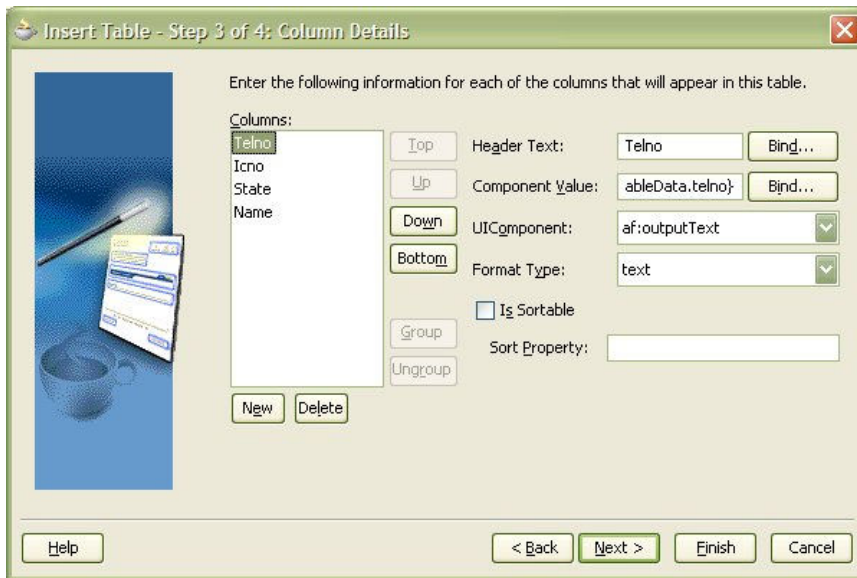 Insert Table - Step 3 of 4: Column Details
Enter the following information for each of the columns that will appear in this table.
Columns:
Telno
Icno
State
Name
Top
Up
Down
Bottom
Group
Ungroup
New
Delete
Header Text:
Telno
Bind...
Component Value:
ableData.telno}
Bind...
UIComponent:
af:outputText
Format Type:
text
Is Sortable
Sort Property:
Help
< Back
Next >
Finish
Cancel